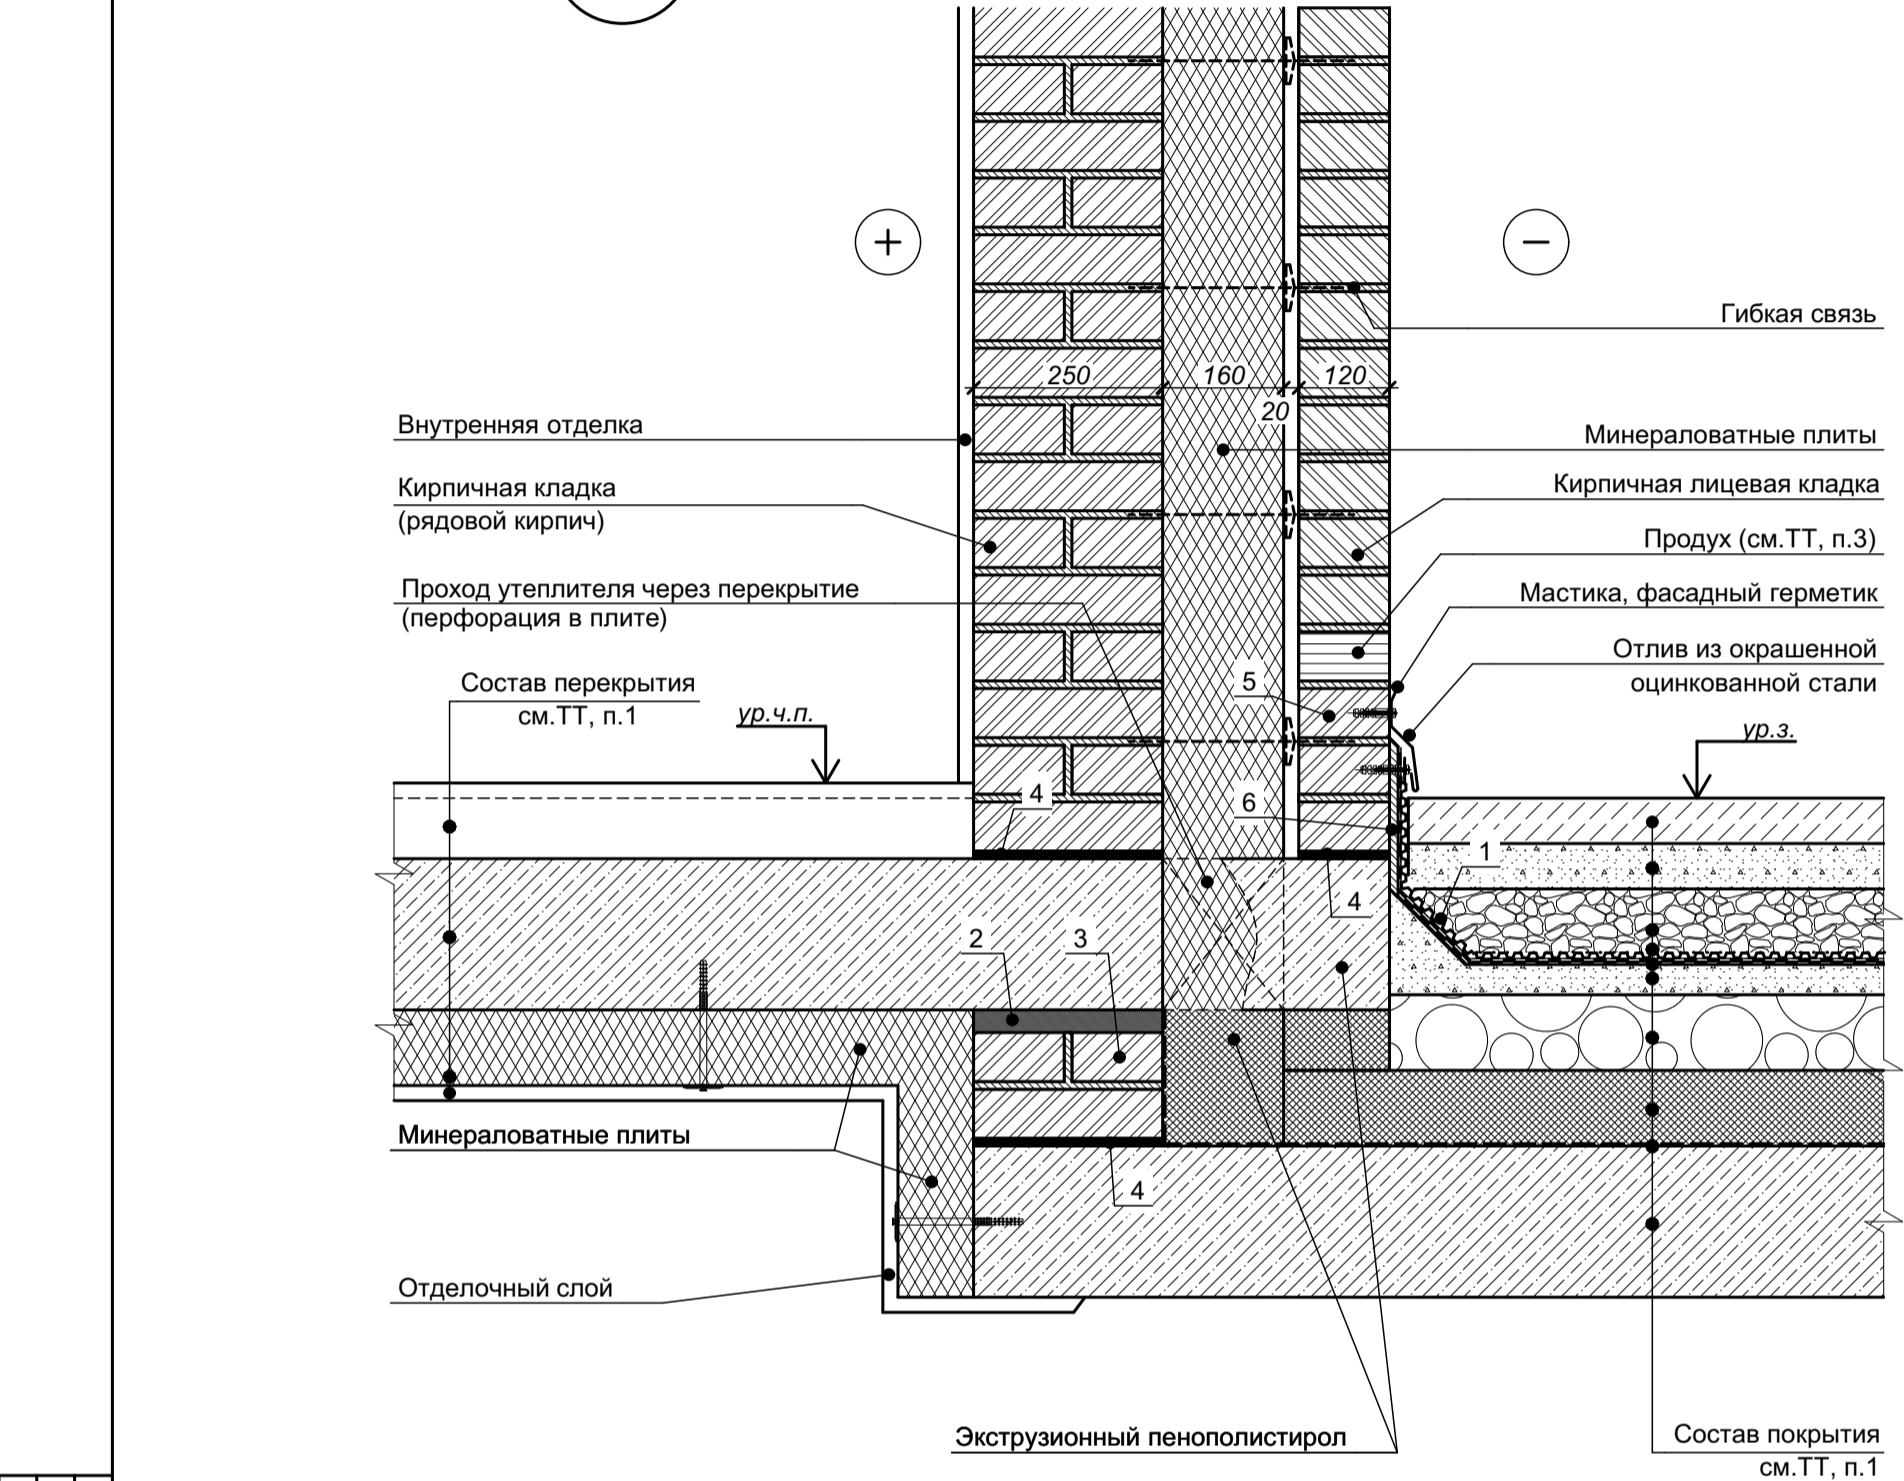 +
−
Гибкая связь
250
160
120
20
Внутренняя отделка
Минераловатные плиты
Кирпичная кладка
(рядовой кирпич)
Кирпичная лицевая кладка
Продух (см.ТТ, п.3)
Проход утеплителя через перекрытие
(перфорация в плите)
Мастика, фасадный герметик
Отлив из окрашенной
оцинкованной стали
Состав перекрытия
см.ТТ, п.1
ур.ч.п.
5
ур.з.
4
6
1
4
2
3
Минераловатные плиты
4
Отделочный слой
Экструзионный пенополистирол
Состав покрытия
см.ТТ, п.1